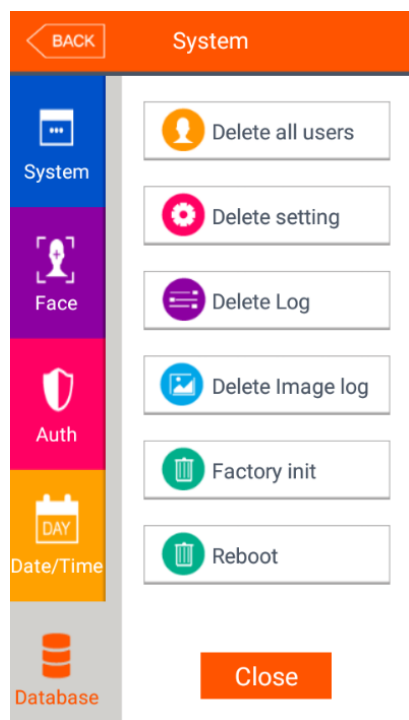 BACK
System
System
Face
Auth
DAY
Date/Time
Database
Delete all users
Delete setting
Delete Log
Delete Image log
Factory init
Reboot
Close